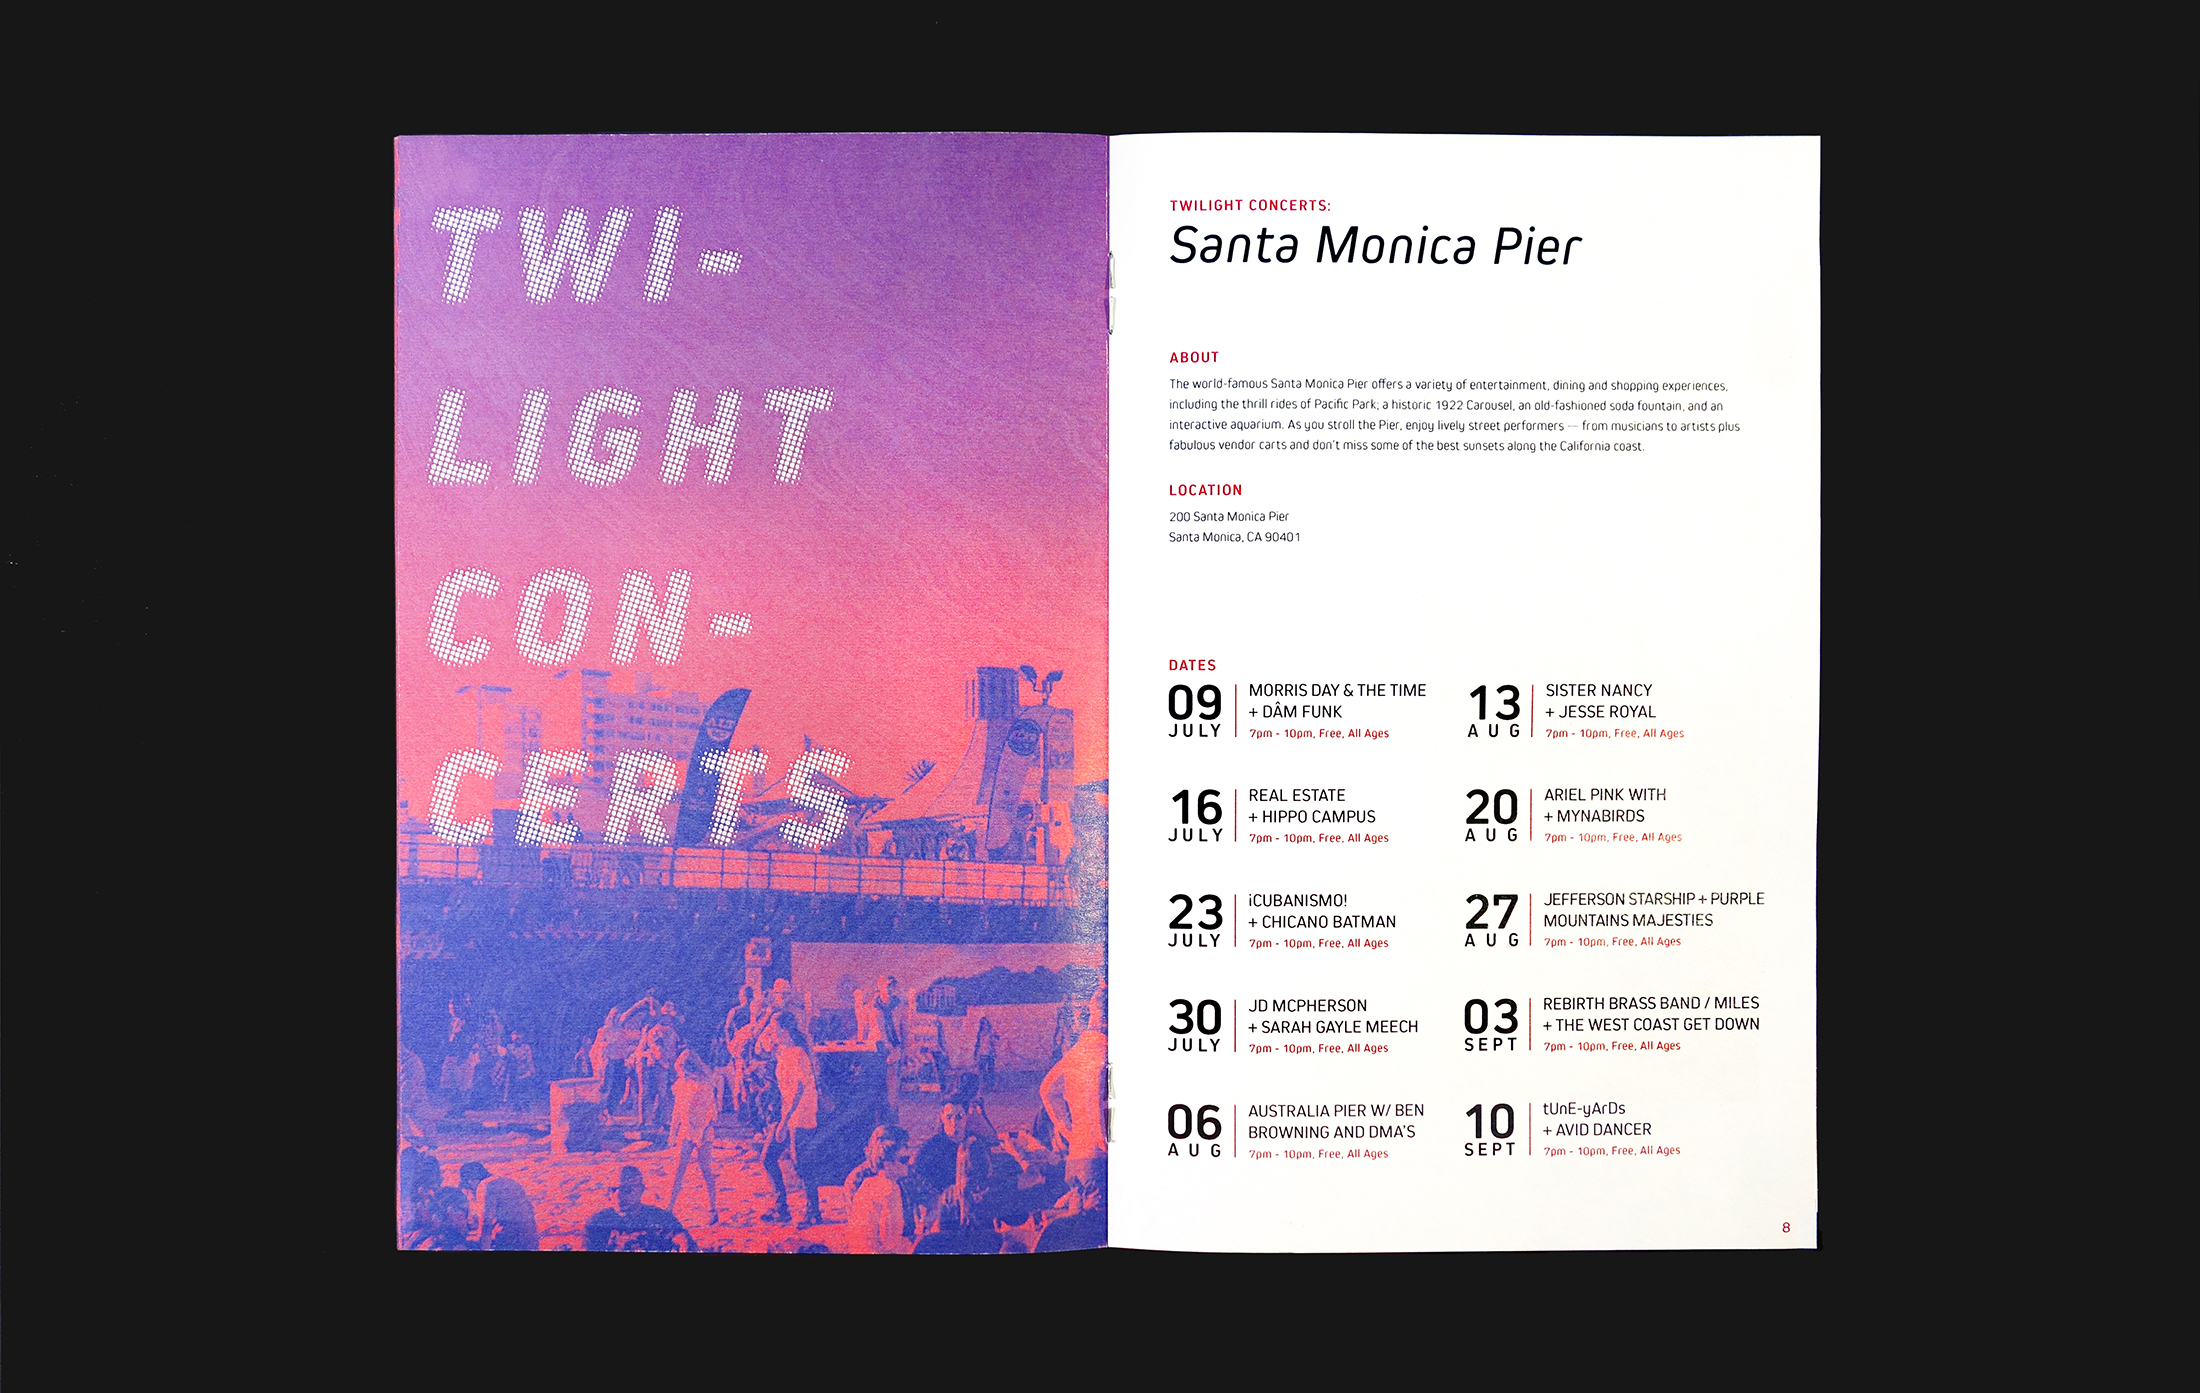 TWI-
LIGHT
CON-
CERTS
TWILIGHT CONCERTS:
Santa Monica Pier
ABOUT
The world-famous Santa Monica Pier offers a variety of entertainment, dining and shopping experiences,
including the thrill rides of Pacific Park; a historic 1922 Carousel, an old-fashioned soda fountain, and an
interactive aquarium. As you stroll the Pier, enjoy lively street performers — from musicians to artists plus
fabulous vendor carts and don't miss some of the best sunsets along the California coast.
LOCATION
200 Santa Monica Pier
Santa Monica, CA 90401
DATES
09
JULY
MORRIS DAY & THE TIME
+ DÂM FUNK
7pm - 10pm, Free, All Ages
16
JULY
REAL ESTATE
+ HIPPO CAMPUS
7pm - 10pm, Free, All Ages
23
JULY
¡CUBANISMO!
+ CHICANO BATMAN
7pm - 10pm, Free, All Ages
30
JULY
JD MCPHERSON
+ SARAH GAYLE MEECH
7pm - 10pm, Free, All Ages
06
AUG
AUSTRALIA PIER W/ BEN
BROWNING AND DMA'S
7pm - 10pm, Free, All Ages
13
AUG
SISTER NANCY
+ JESSE ROYAL
7pm - 10pm, Free, All Ages
20
AUG
ARIEL PINK WITH
+ MYNABIRDS
7pm - 10pm, Free, All Ages
27
AUG
JEFFERSON STARSHIP + PURPLE
MOUNTAINS MAJESTIES
7pm - 10pm, Free, All Ages
03
SEPT
REBIRTH BRASS BAND / MILES
+ THE WEST COAST GET DOWN
7pm - 10pm, Free, All Ages
10
SEPT
tUnE-yArDs
+ AVID DANCER
7pm - 10pm, Free, All Ages
8